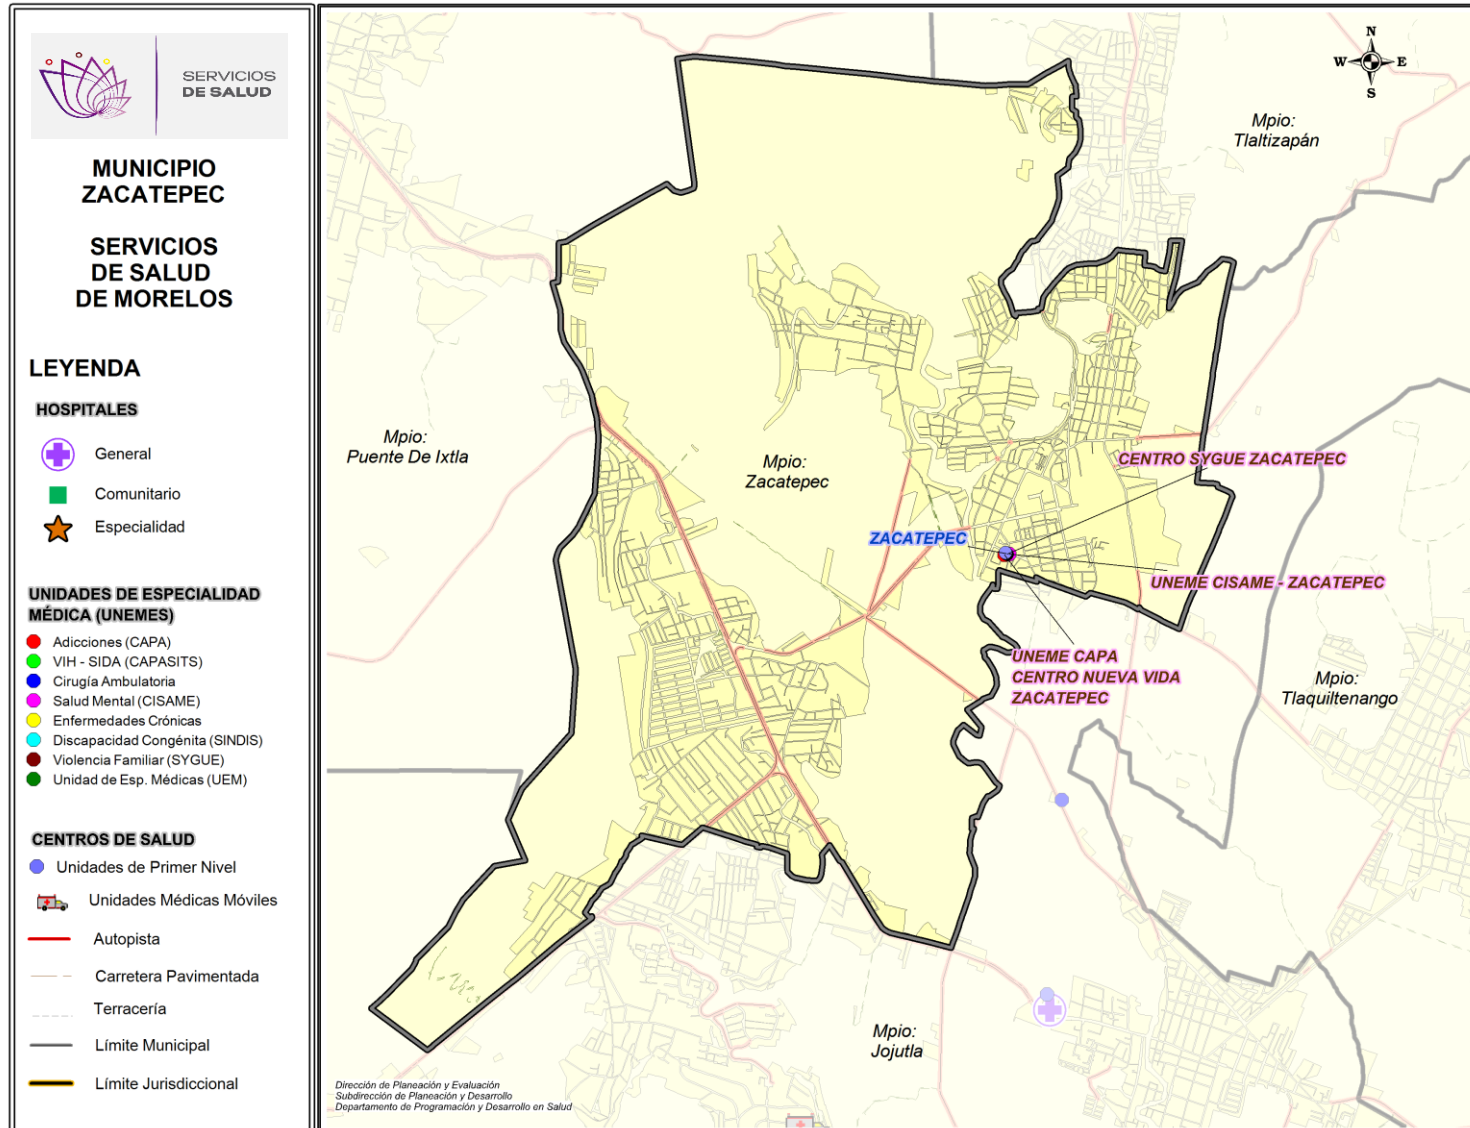 SERVICIOS
DE SALUD
MUNICIPIO
ZACATEPEC
SERVICIOS
DE SALUD
DE MORELOS
LEYENDA
HOSPITALES
General
Comunitario
Especialidad
UNIDADES DE ESPECIALIDAD
MÉDICA (UNEMES)
Adicciones (CAPA)
VIH - SIDA (CAPASITS)
Cirugía Ambulatoria
Salud Mental (CISAME)
Enfermedades Crónicas
Discapacidad Congénita (SINDIS)
Violencia Familiar (SYGUE)
Unidad de Esp. Médicas (UEM)
CENTROS DE SALUD
Unidades de Primer Nivel
Unidades Médicas Móviles
Autopista
Carretera Pavimentada
Terracería
Límite Municipal
Límite Jurisdiccional
N
W E
S
Mpio:
Tlaltizapán
Mpio:
Puente De Ixtla
Mpio:
Zacatepec
CENTRO SYGUE ZACATEPEC
ZACATEPEC
UNEME CISAME - ZACATEPEC
UNEME CAPA
CENTRO NUEVA VIDA
ZACATEPEC
Mpio:
Tlaquiltenango
Mpio:
Jojutla
Dirección de Planeación y Evaluación
Subdirección de Planeación y Desarrollo
Departamento de Programación y Desarrollo en Salud